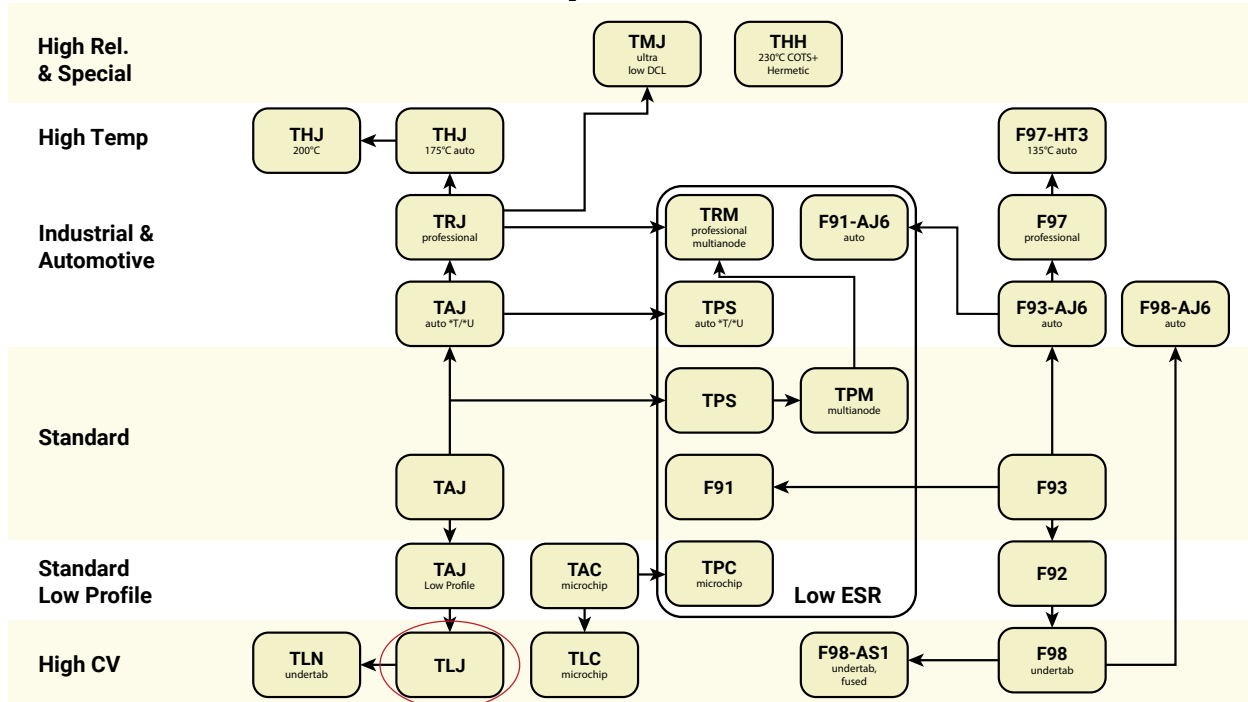 High Rel.
& Special
TMJ
ultra
low DCL
THH
230°C COTS+
Hermetic
High Temp
THJ
200°C
THJ
175°C auto
F97-HT3
135°C auto
Industrial &
Automotive
TRJ
professional
TRM
professional
multianode
F91-AJ6
auto
F97
professional
TAJ
auto *T/*U
TPS
auto *T/*U
F93-AJ6
auto
F98-AJ6
auto
Standard
TPS
TPM
multianode
TAJ
F91
F93
Standard
Low Profile
TAJ
Low Profile
TAC
microchip
TPC
microchip
Low ESR
F92
High CV
TLN
undertab
TLJ
TLC
microchip
F98-AS1
undertab,
fused
F98
undertab